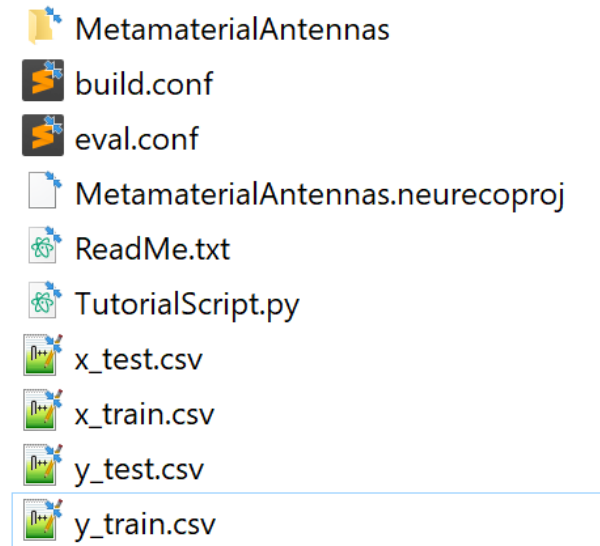 MetamaterialAntennas
build.conf
eval.conf
MetamaterialAntennas.neurecoproj
ReadMe.txt
TutorialScript.py
x_test.csv
x_train.csv
y_test.csv
y_train.csv